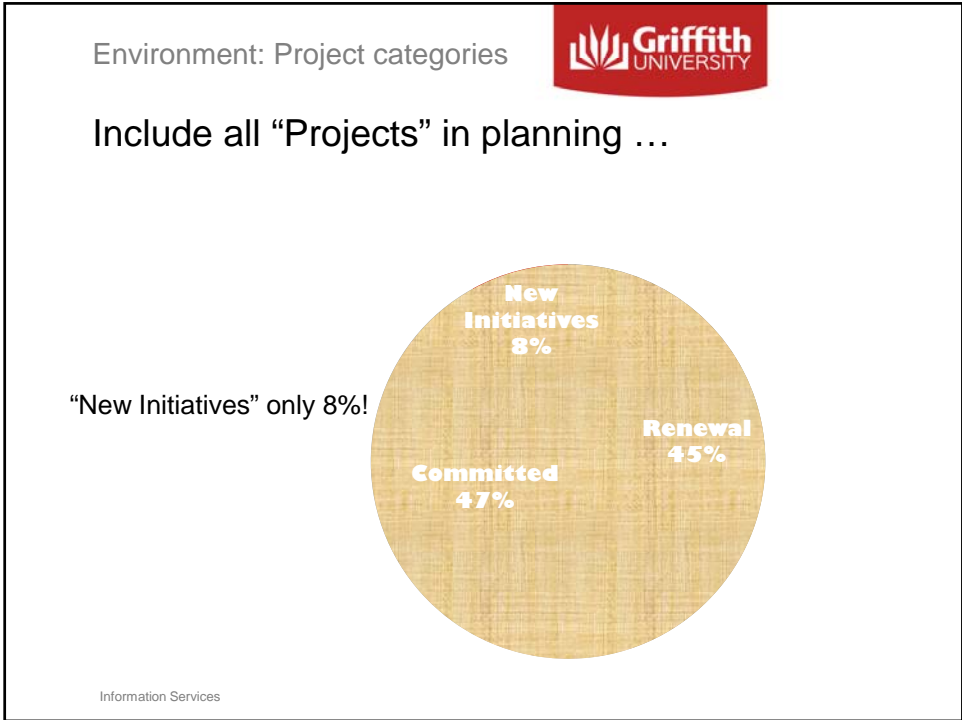 Environment: Project categories
Griffith
UNIVERSITY
Include all “Projects” in planning …
New
Initiatives
8%
“New Initiatives” only 8%!
Renewal
45%
Committed
47%
Information Services